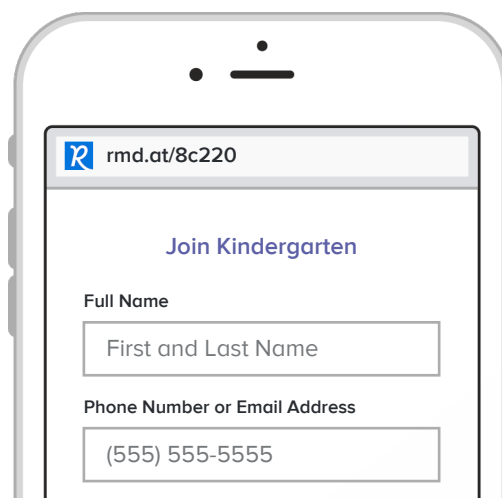 rmd.at/8c220
Join Kindergarten
Full Name
First and Last Name
Phone Number or Email Address
(555) 555-5555